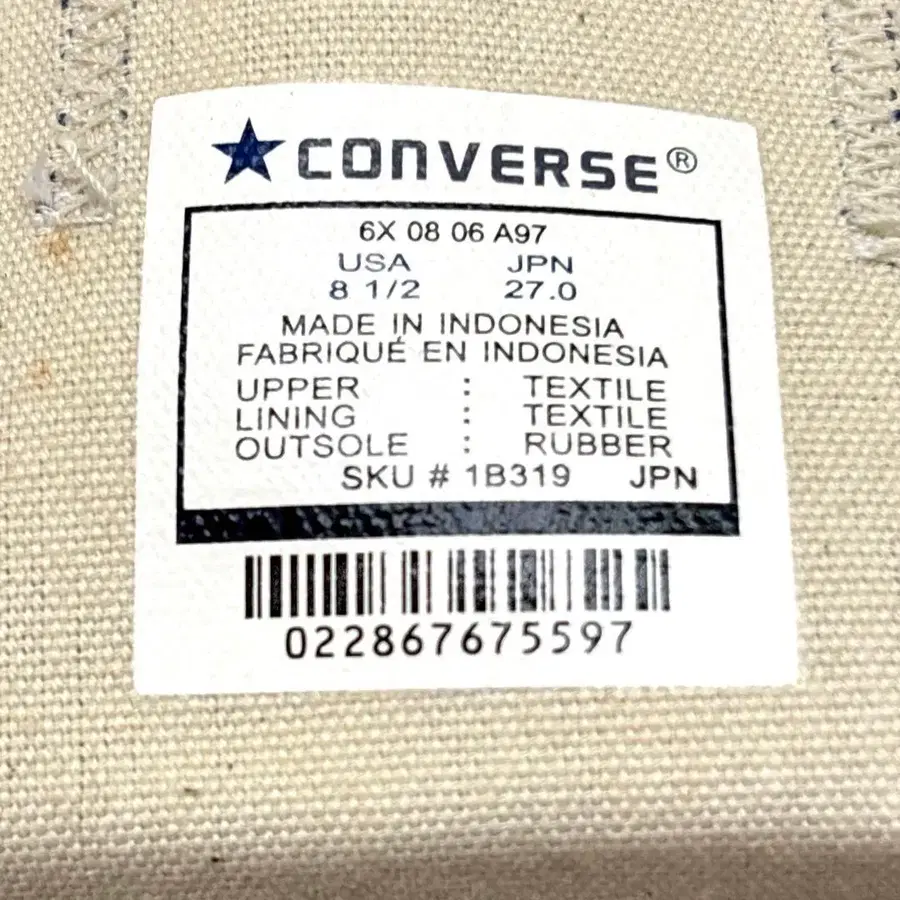 CONVERSE®
6X 08 06 A97
USA JPN
8 1/2 27.0
MADE IN INDONESIA
FABRIQUÉ EN INDONESIA
UPPER : TEXTILE
LINING : TEXTILE
OUTSOLE : RUBBER
SKU # 1B319 JPN
022867675597